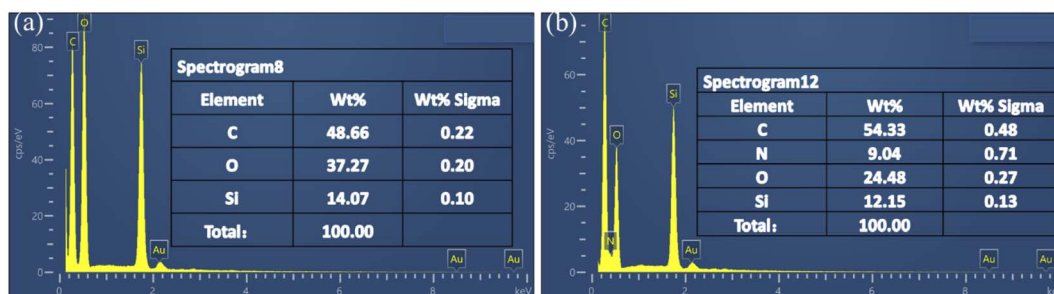 (a)
80
60
40
20
0
cps/eV
C
O
Si
Au
Au
Au
0
2
4
6
8
keV
Spectrogram8
Element Wt% Wt% Sigma
C 48.66 0.22
O 37.27 0.20
Si 14.07 0.10
Total: 100.00
(b)
60
40
20
0
cps/eV
C
N
O
Si
Au
Au
Au
0
2
4
6
8
keV
Spectrogram12
Element Wt% Wt% Sigma
C 54.33 0.48
N 9.04 0.71
O 24.48 0.27
Si 12.15 0.13
Total: 100.00